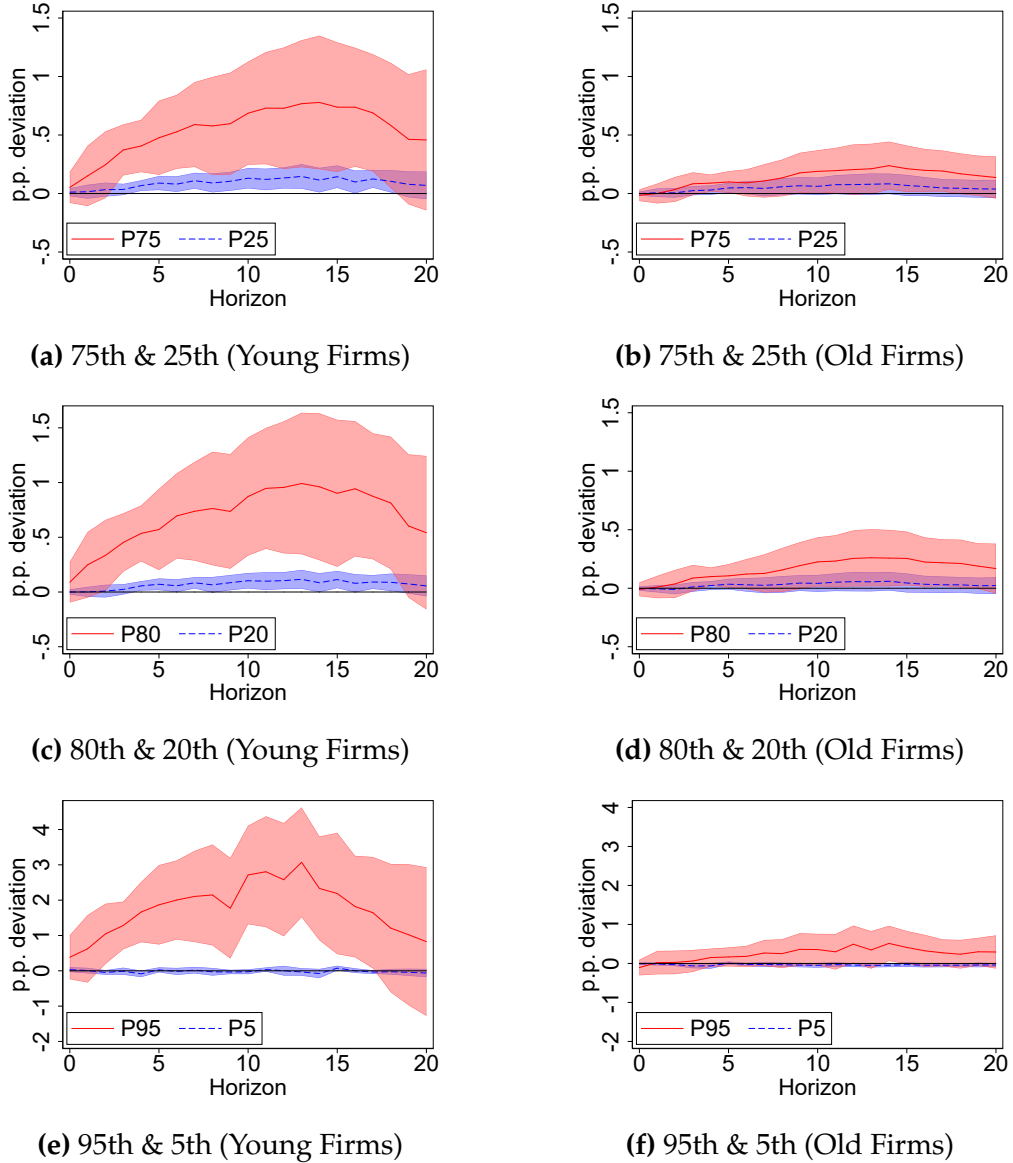 p.p. deviation
1.5
1
.5
0
-.5
P75 P25
0 5 10 15 20
Horizon
(a) 75th & 25th (Young Firms)
p.p. deviation
1.5
1
.5
0
-.5
P75 P25
0 5 10 15 20
Horizon
(b) 75th & 25th (Old Firms)
p.p. deviation
1.5
1
.5
0
-.5
P80 P20
0 5 10 15 20
Horizon
(c) 80th & 20th (Young Firms)
p.p. deviation
1.5
1
.5
0
-.5
P80 P20
0 5 10 15 20
Horizon
(d) 80th & 20th (Old Firms)
p.p. deviation
4
3
2
1
0
-1
-2
P95 P5
0 5 10 15 20
Horizon
(e) 95th & 5th (Young Firms)
p.p. deviation
4
3
2
1
0
-1
-2
P95 P5
0 5 10 15 20
Horizon
(f) 95th & 5th (Old Firms)